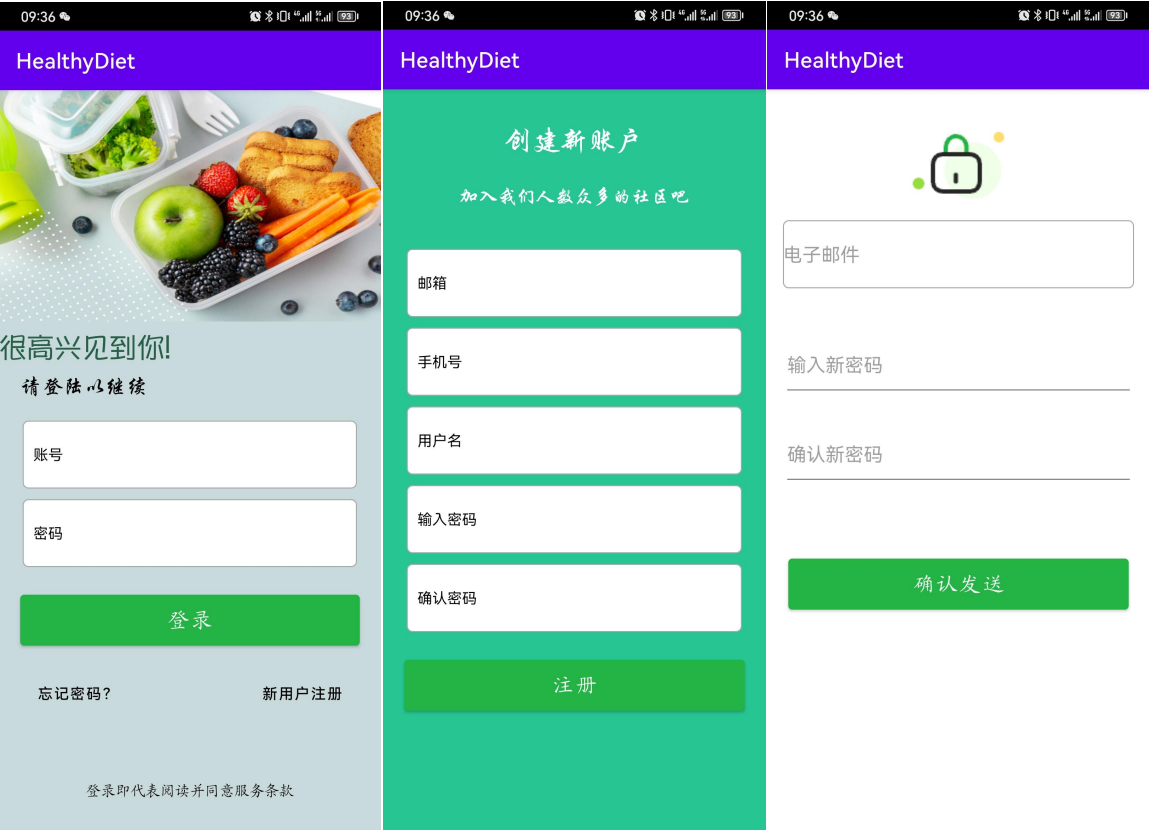 09:36
93
HealthyDiet
很高兴见到你!
请登陆以继续
账号
密码
登录
忘记密码?
新用户注册
登录即代表阅读并同意服务条款
09:36
93
HealthyDiet
创建新账户
加入我们人数众多的社区吧
邮箱
手机号
用户名
输入密码
确认密码
注册
09:36
93
HealthyDiet
电子邮件
输入新密码
确认新密码
确认发送